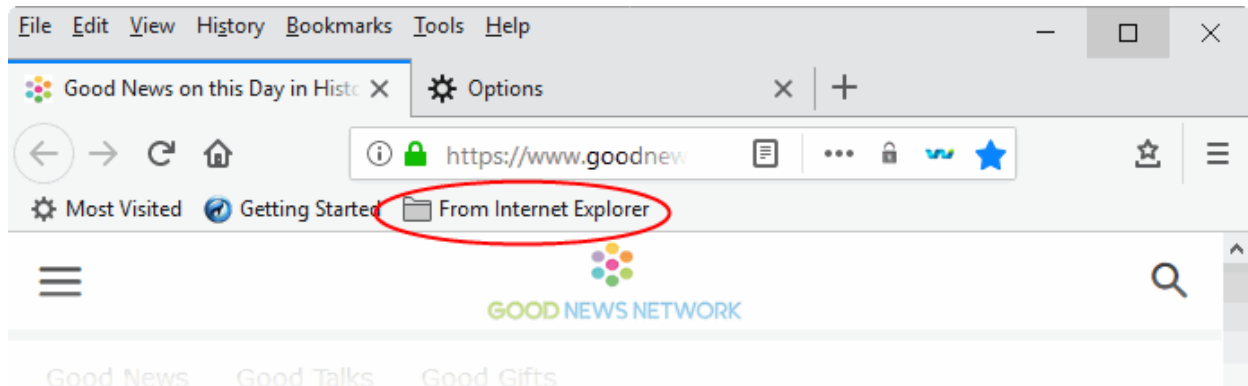 File Edit View History Bookmarks Tools Help
Good News on this Day in Histo Options
https://www.goodnew
Most Visited Getting Started From Internet Explorer
GOOD NEWS NETWORK
Good News Good Talks Good Gifts